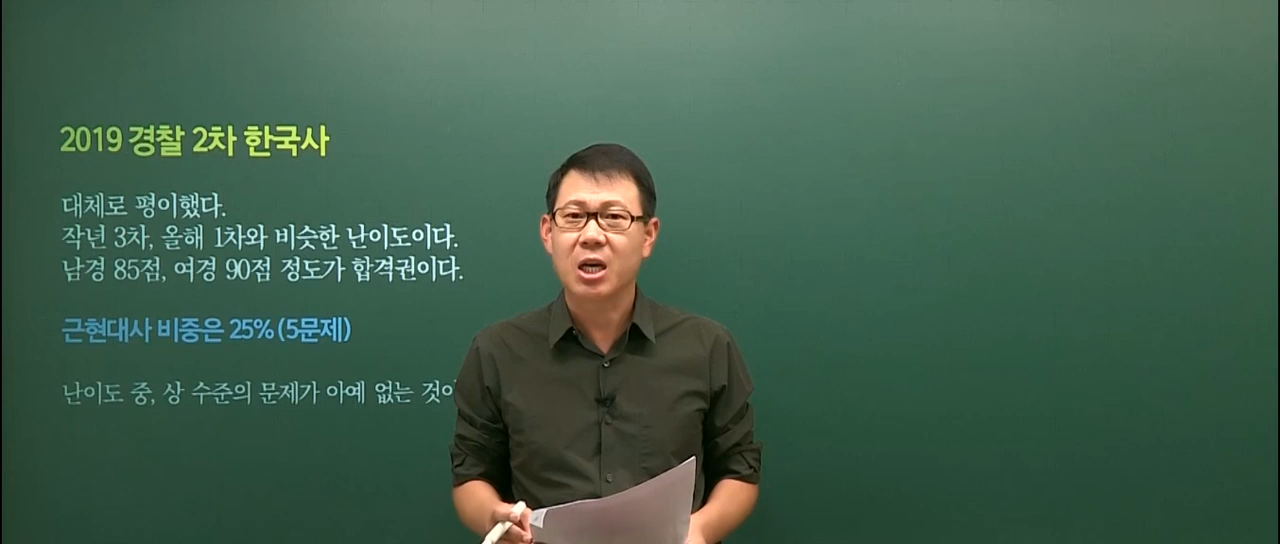 2019 경찰 2차 한국사
대체로 평이했다.
작년 3차, 올해 1차와 비슷한 난이도이다.
남경 85점, 여경 90점 정도가 합격권이다.
근현대사 비중은 25% (5문제)
난이도 중, 상 수준의 문제가 아예 없는